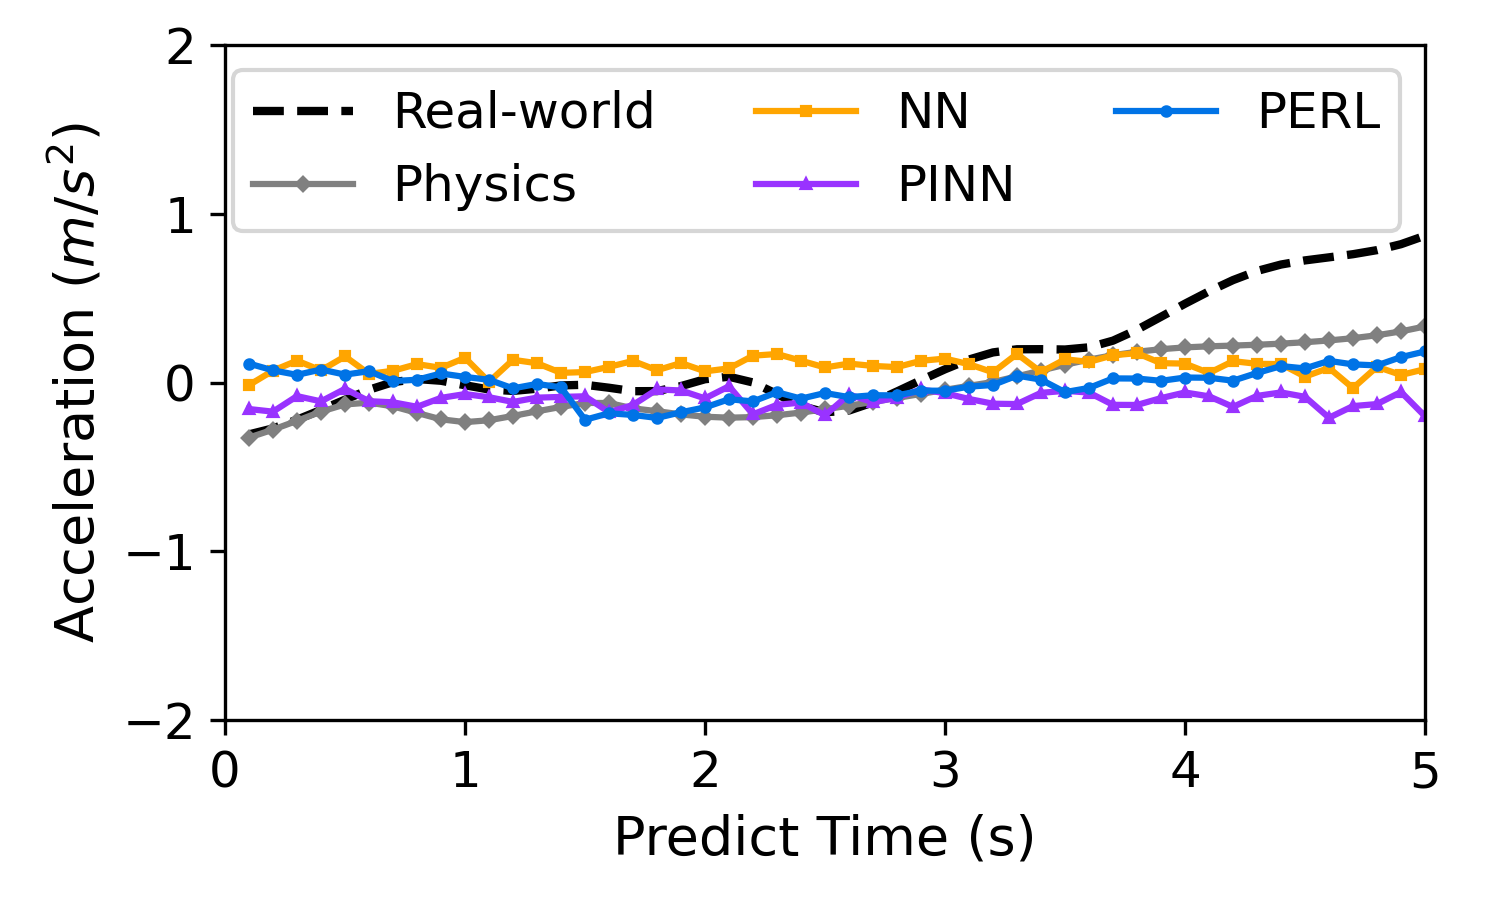 Acceleration (m/s²)
2
1
0
−1
−2
Real-world
Physics
NN
PINN
PERL
0 1 2 3 4 5
Predict Time (s)